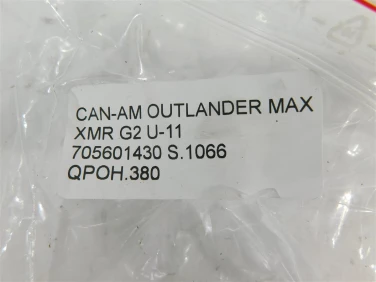 CAN-AM OUTLANDER MAX
XMR G2 U-11
705601430 S.1066
QPOH.380